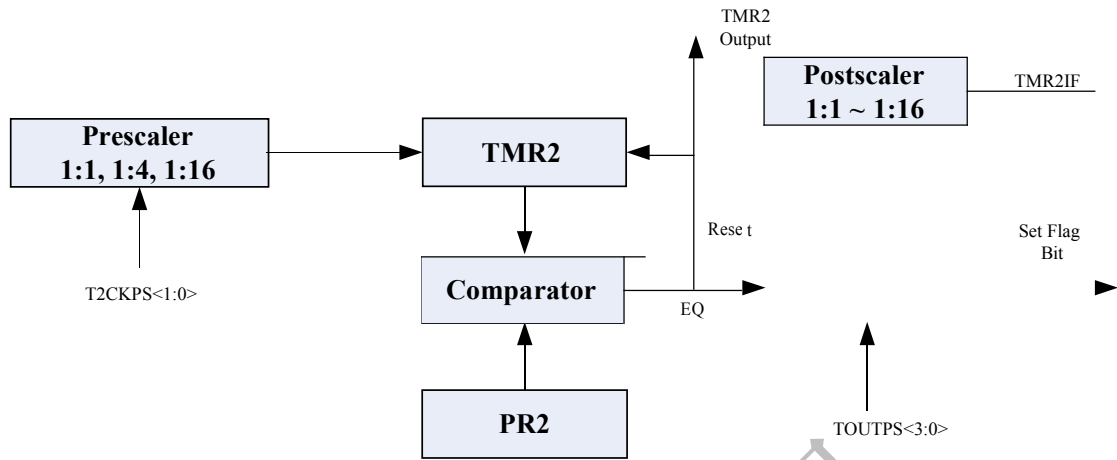 TMR2
Output
Postscaler
1:1 ~ 1:16
TMR2IF
Prescaler
1:1, 1:4, 1:16
TMR2
Rese t
Set Flag
Bit
T2CKPS<1:0>
Comparator
EQ
PR2
TOUTPS<3:0>